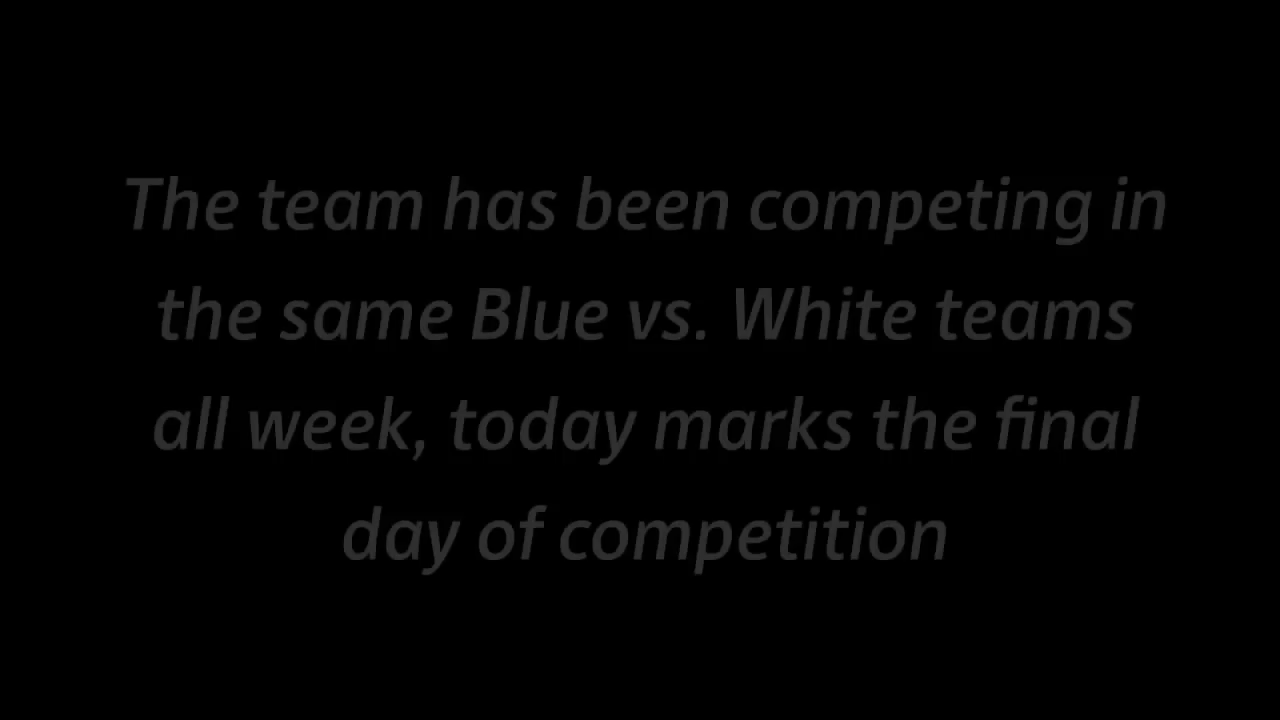 The team has been competing in
the same Blue vs. White teams
all week, today marks the final
day of competition